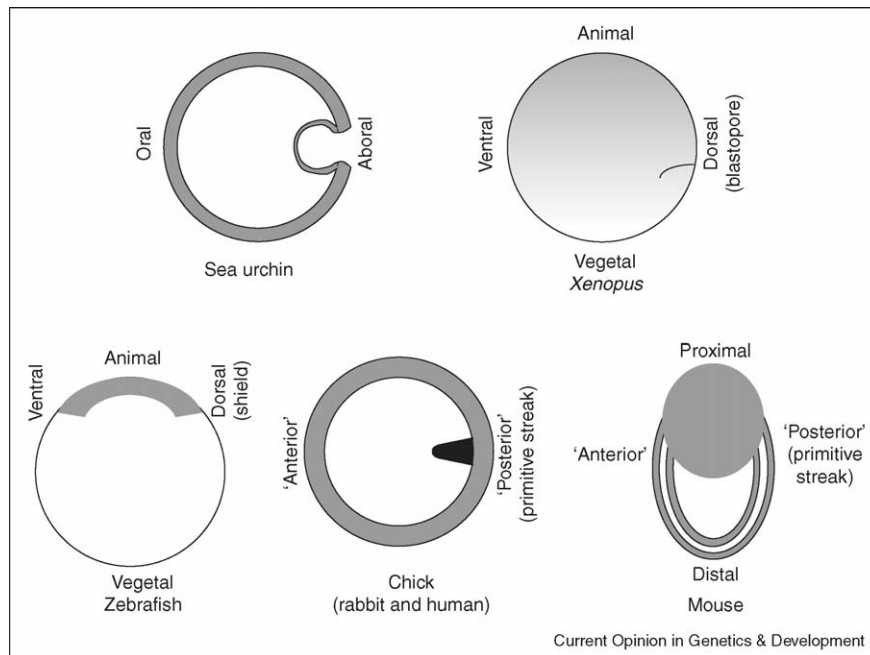 Oral
Aboral
Sea urchin
Animal
Ventral
Dorsal
(blastopore)
Vegetal
Xenopus
Animal
Ventral
Dorsal
(shield)
Vegetal
Zebrafish
‘Anterior’
‘Posterior’
(primitive streak)
Chick
(rabbit and human)
Proximal
‘Anterior’
‘Posterior’
(primitive
streak)
Distal
Mouse
Current Opinion in Genetics & Development